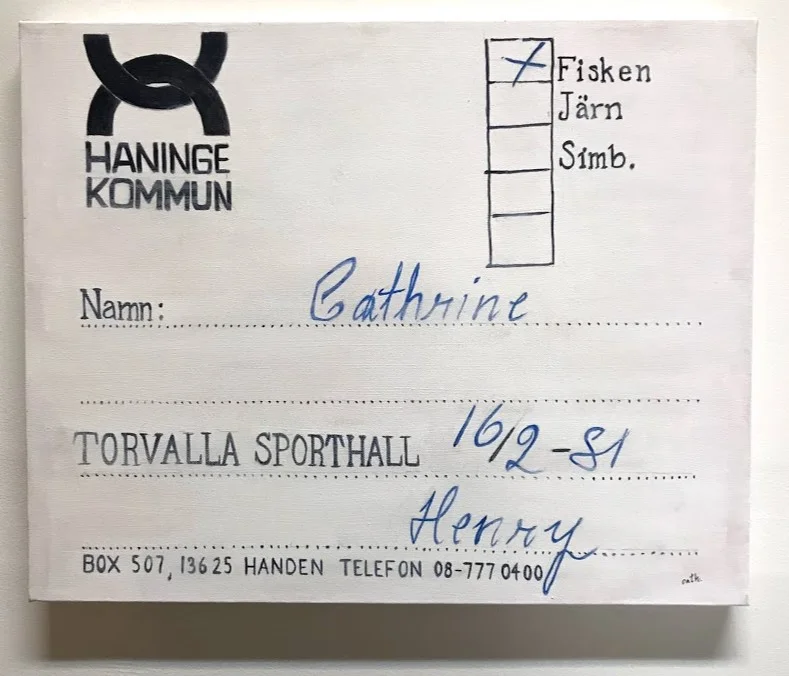 HANINGE
KOMMUN
x Fisken
Järn
Simb.
Namn: Cathrine
TORVALLA SPORTHALL 16/2-81
Henry
BOX 507, 13625 HANDEN TELEFON 08-777 0400
cath.